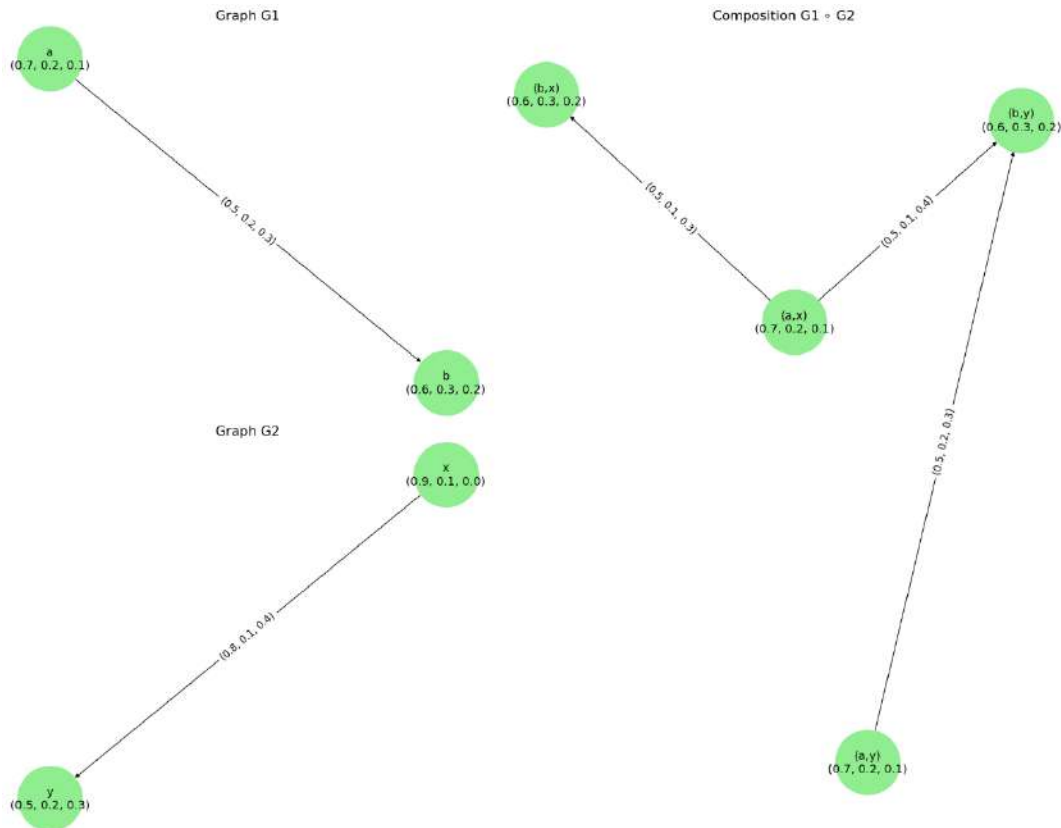 Graph G1
a
(0.7, 0.2, 0.1)
(0.5, 0.2, 0.3)
b
(0.6, 0.3, 0.2)
Graph G2
x
(0.9, 0.1, 0.0)
(0.8, 0.1, 0.4)
y
(0.5, 0.2, 0.3)
Composition G1 ∘ G2
(b,x)
(0.6, 0.3, 0.2)
(b,y)
(0.6, 0.3, 0.2)
(0.5, 0.1, 0.3)
(0.5, 0.1, 0.4)
(a,x)
(0.7, 0.2, 0.1)
(0.5, 0.2, 0.3)
(a,y)
(0.7, 0.2, 0.1)